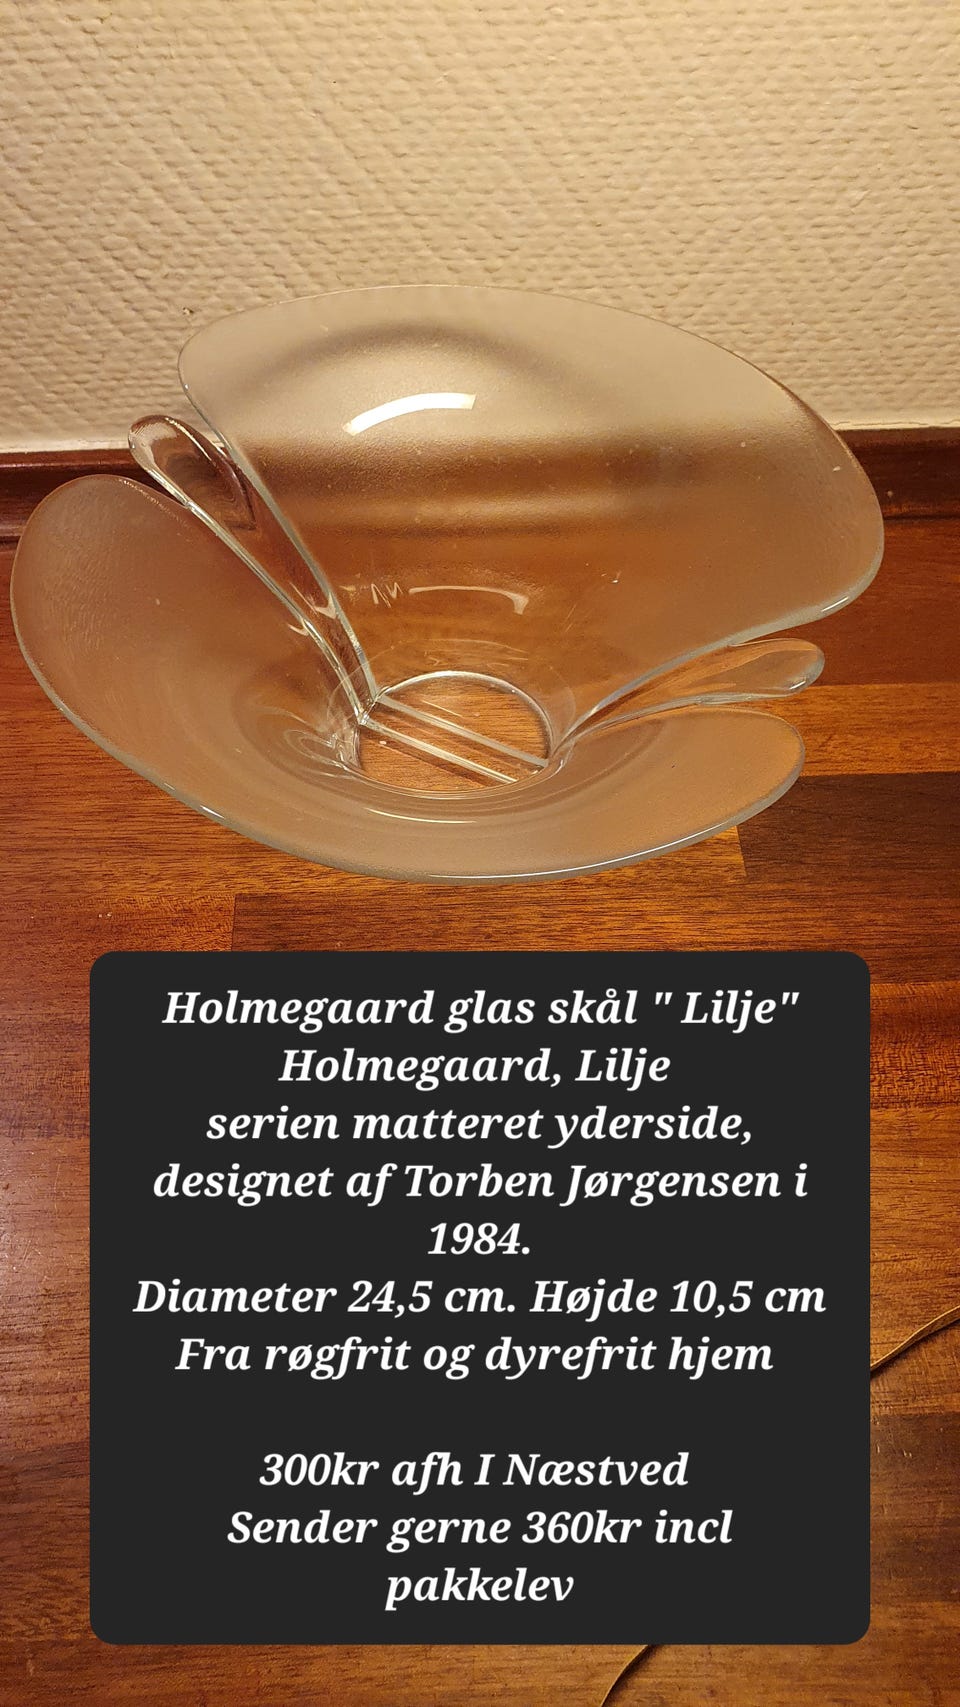 Holmegaard glas skål " Lilje"
Holmegaard, Lilje
serien matteret yderside,
designet af Torben Jørgensen i
1984.
Diameter 24,5 cm. Højde 10,5 cm
Fra røgfrit og dyrefrit hjem
300kr afh I Næstved
Sender gerne 360kr incl
pakkelev